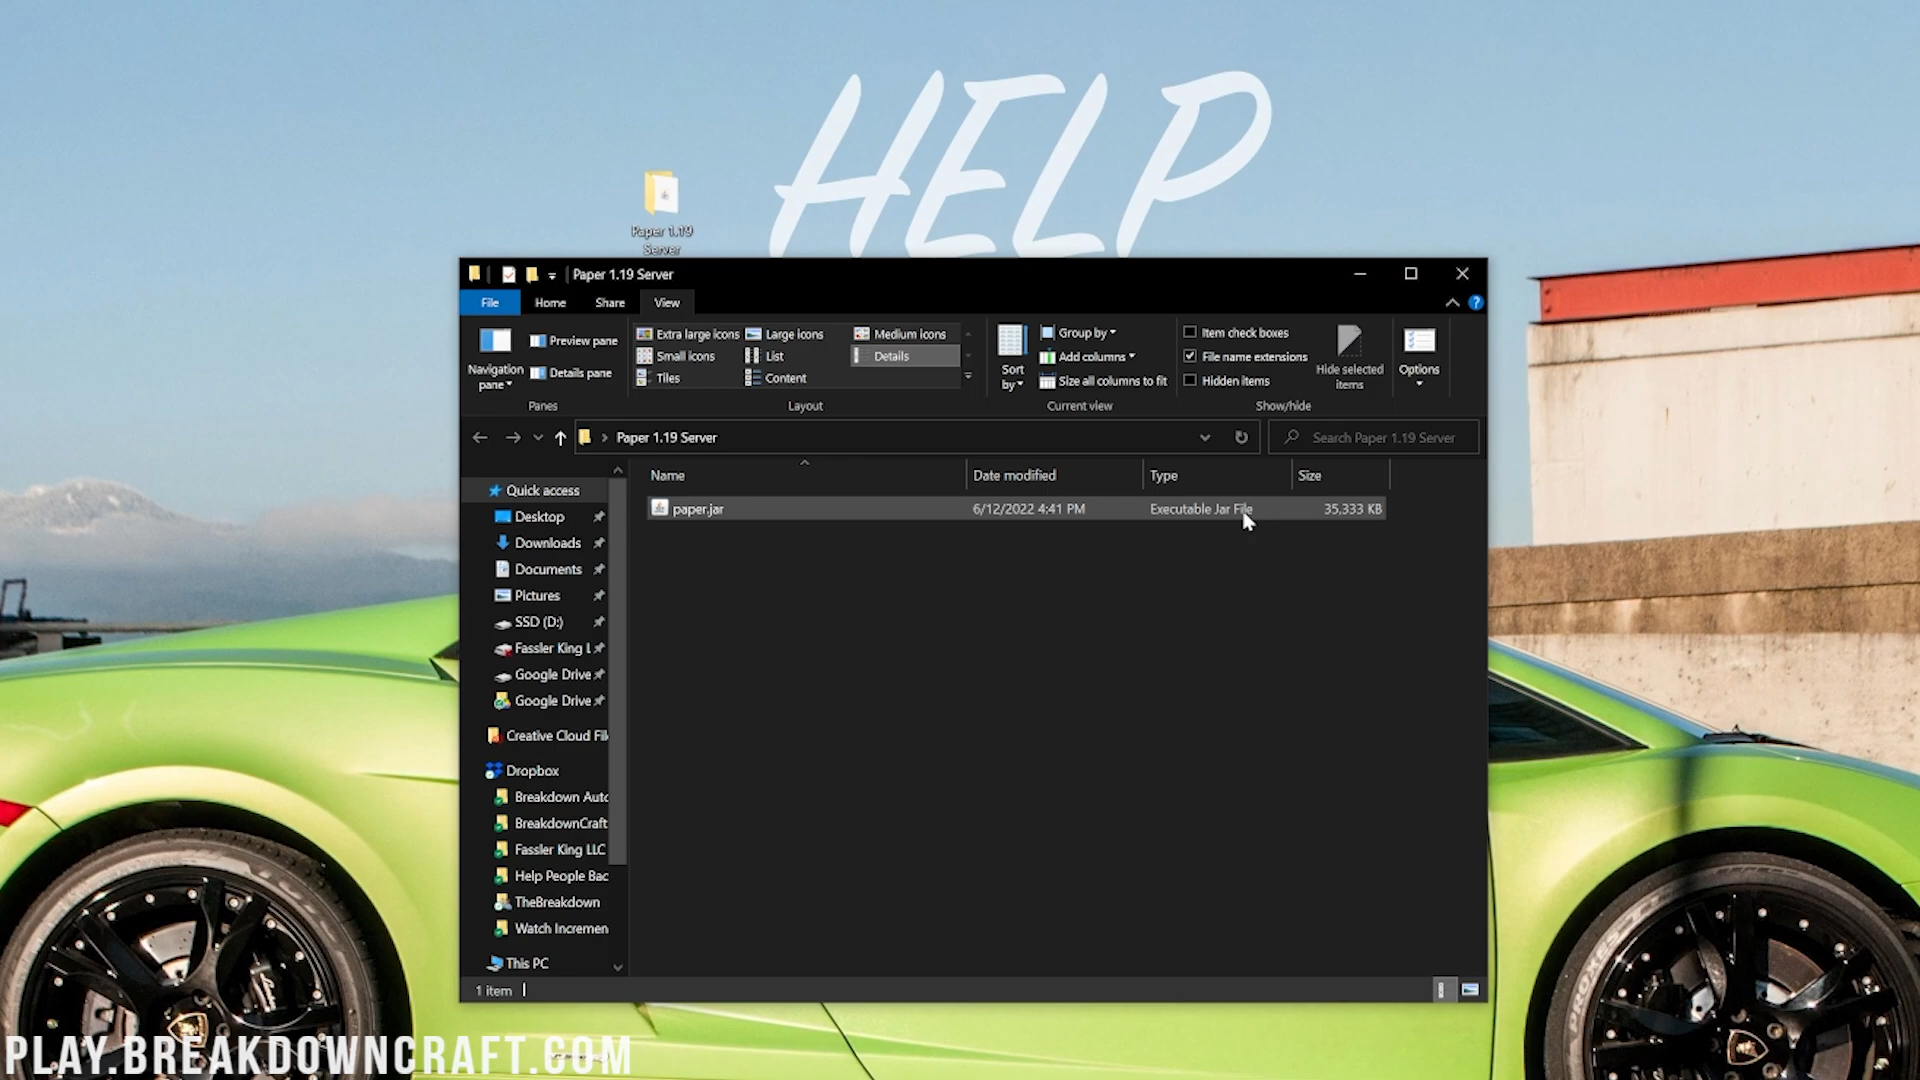 HELP
Paper 1.19
Server
Paper 1.19 Server
File Home Share View
Navigation pane
Preview pane
Details pane
Panes
Extra large icons Large icons Medium icons
Small icons List Details
Tiles Content
Layout
Sort by
Group by
Add columns
Size all columns to fit
Current view
Item check boxes
File name extensions
Hidden items
Hide selected items
Show/hide
Options
Paper 1.19 Server
Search Paper 1.19 Server
Name Date modified Type Size
paper.jar 6/12/2022 4:41 PM Executable Jar File 35,333 KB
Quick access
Desktop
Downloads
Documents
Pictures
SSD (D:)
Fassler King L
Google Drive
Google Drive
Creative Cloud Fil
Dropbox
Breakdown Auto
BreakdownCraft
Fassler King LLC
Help People Bac
TheBreakdown
Watch Incremen
This PC
1 item
PROXES
PLAY.BREAKDOWNCRAFT.COM